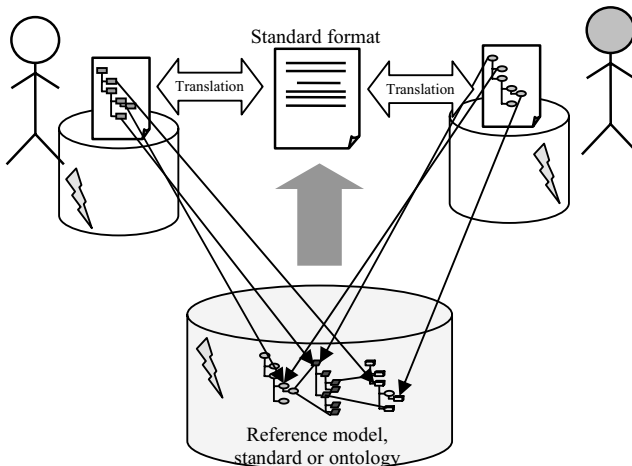 Standard format
Translation
Translation
Reference model,
standard or ontology